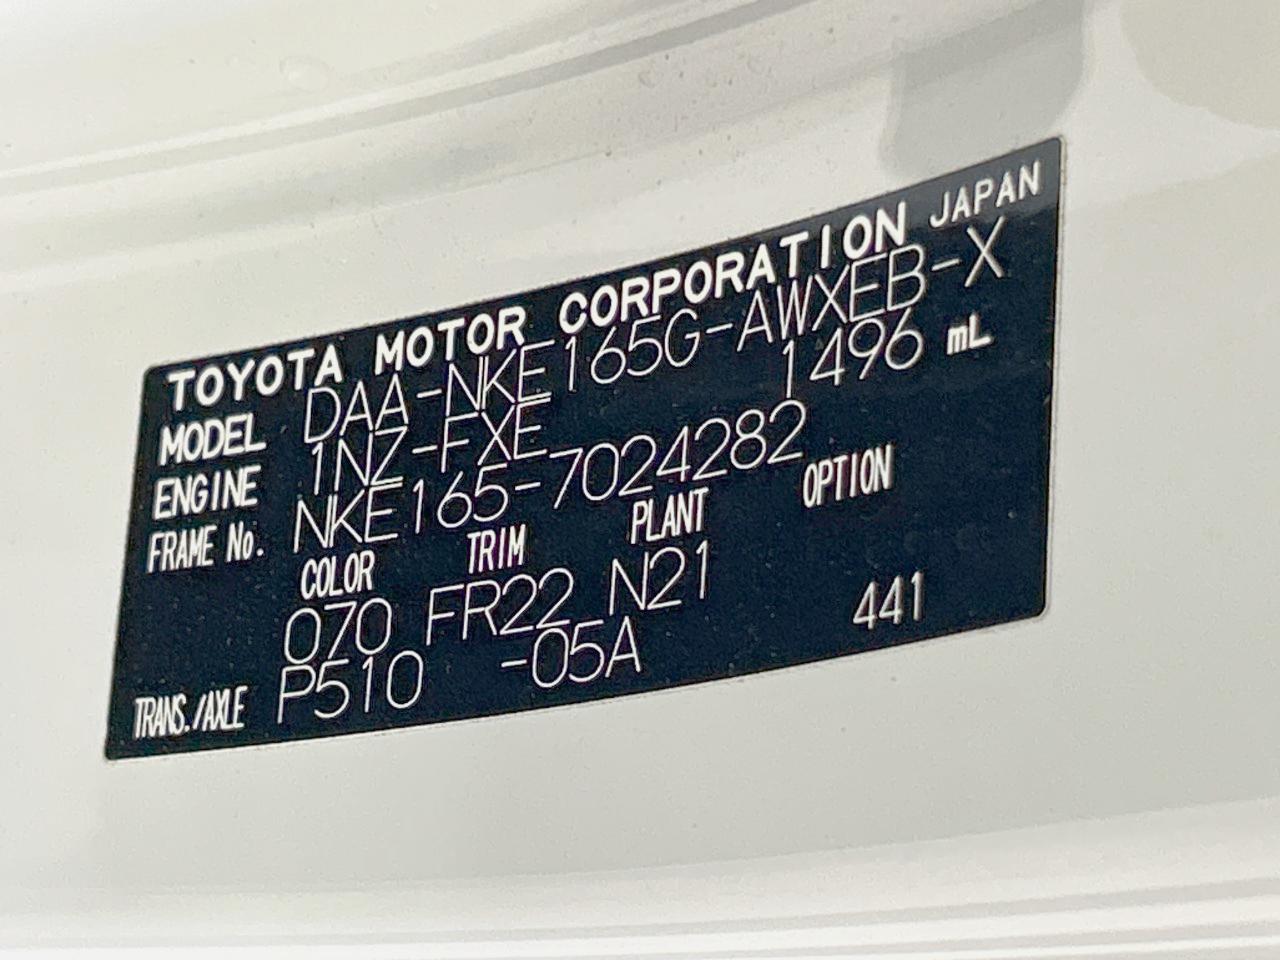 TOYOTA MOTOR CORPORATION JAPAN
MODEL DAA-NKE165G-AWXEB-X
ENGINE 1NZ-FXE 1496 mL
FRAME No. NKE165-7024282
COLOR TRIM PLANT OPTION
070 FR22 N21
TRANS./AXLE P510 -05A 441